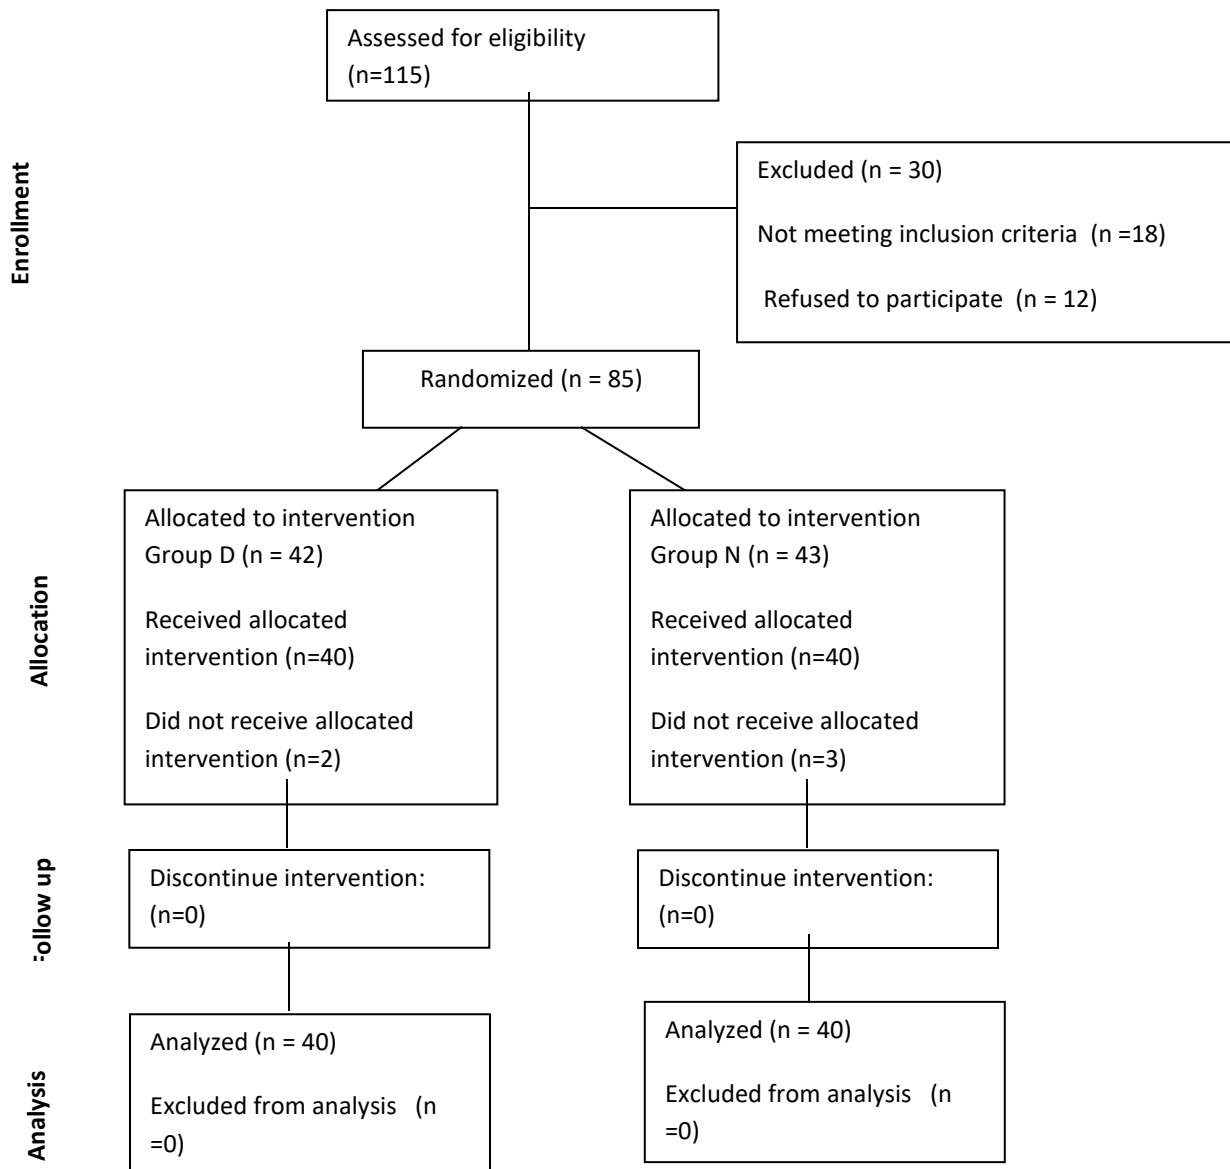 Assessed for eligibility
(n=115)
Enrollment
Excluded (n = 30)
Not meeting inclusion criteria  (n =18)
Refused to participate  (n = 12)
Randomized (n = 85)
Allocation
Allocated to intervention
Group D (n = 42)
Received allocated
intervention (n=40)
Did not receive allocated
intervention (n=2)
Allocated to intervention
Group N (n = 43)
Received allocated
intervention (n=40)
Did not receive allocated
intervention (n=3)
Follow up
Discontinue intervention:
(n=0)
Discontinue intervention:
(n=0)
Analysis
Analyzed (n = 40)
Excluded from analysis   (n
=0)
Analyzed (n = 40)
Excluded from analysis   (n
=0)